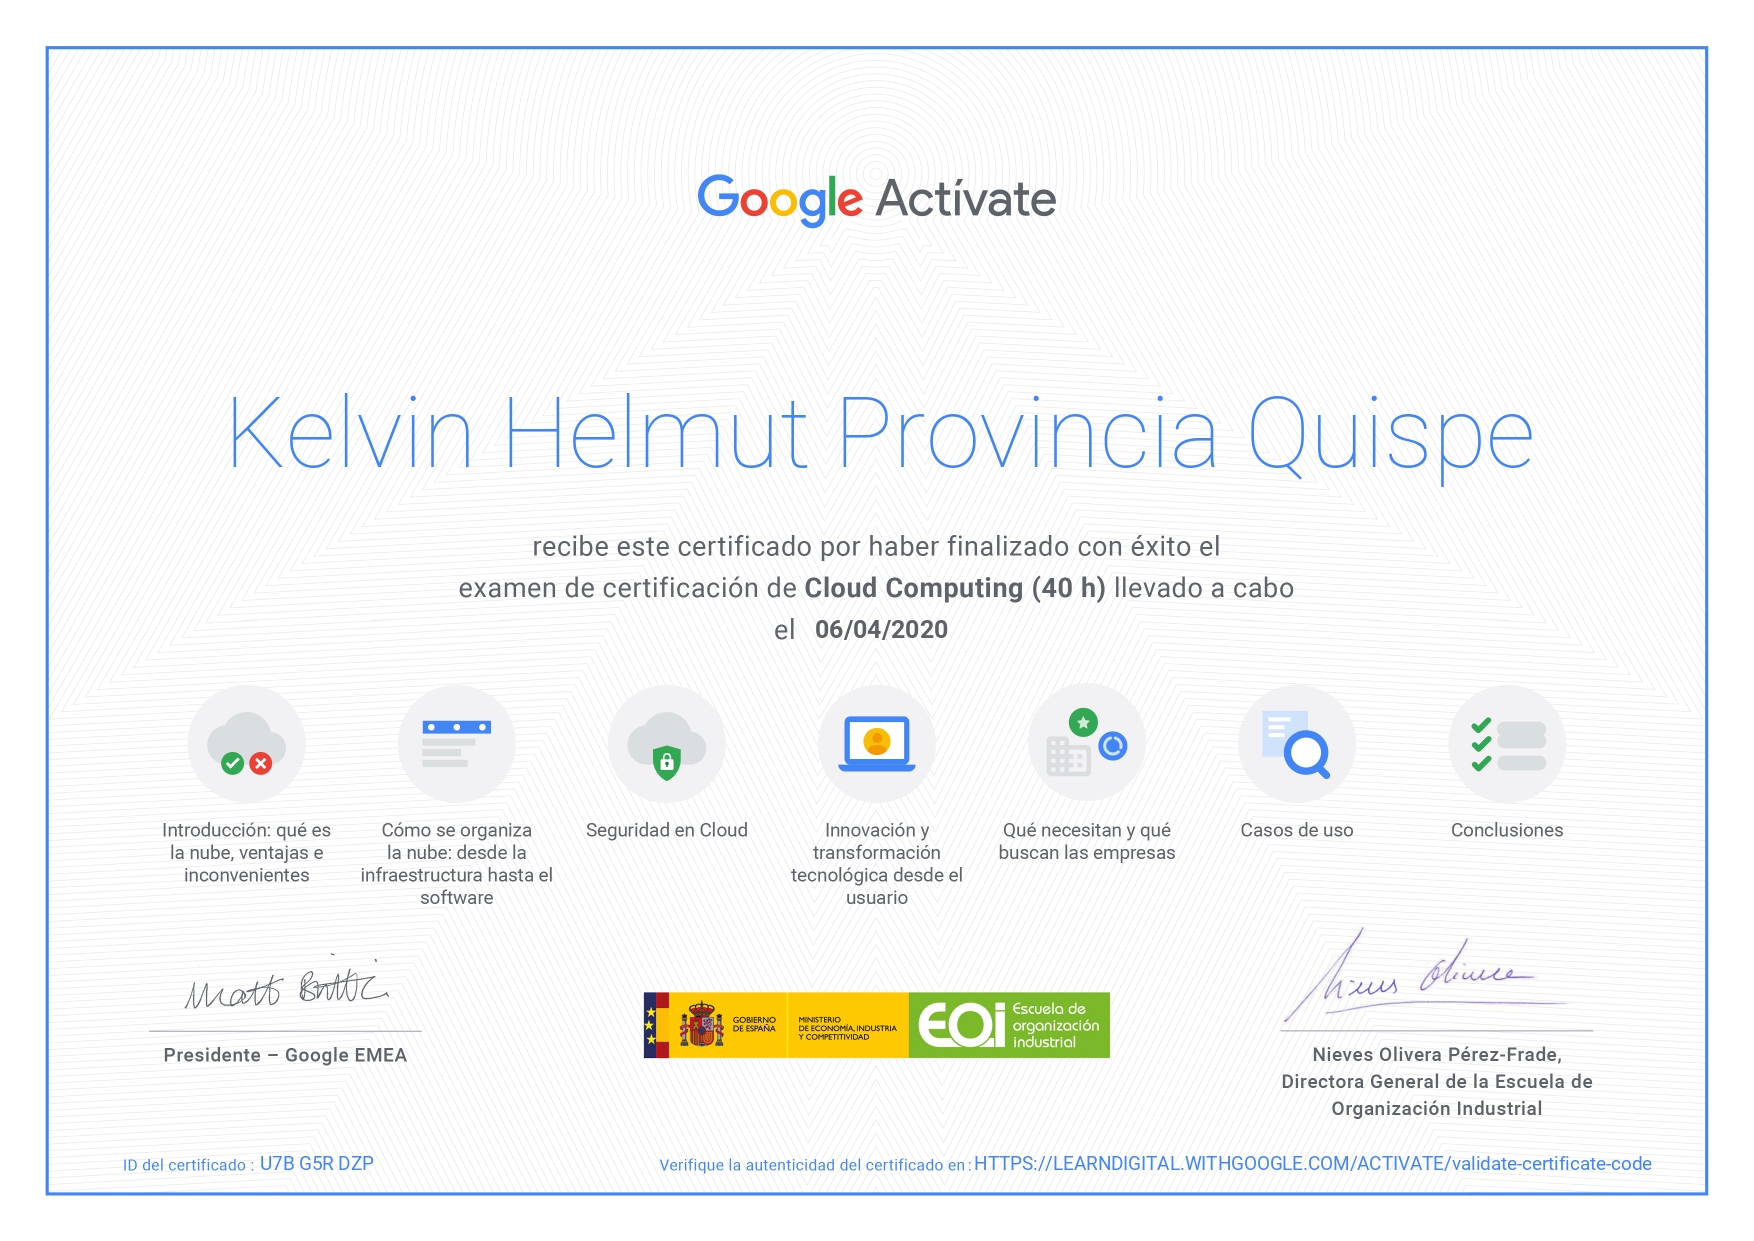 Google Actívate
Kelvin Helmut Provincia Quispe
recibe este certificado por haber finalizado con éxito el
examen de certificación de Cloud Computing (40 h) llevado a cabo
el 06/04/2020
Introducción: qué es
la nube, ventajas e
inconvenientes
Cómo se organiza
la nube: desde la
infraestructura hasta el
software
Seguridad en Cloud
Innovación y
transformación
tecnológica desde el
usuario
Qué necesitan y qué
buscan las empresas
Casos de uso
Conclusiones
Matt
Presidente – Google EMEA
GOBIERNO
DE ESPAÑA
MINISTERIO
DE ECONOMÍA, INDUSTRIA
Y COMPETITIVIDAD
EOi
Escuela de
organización
industrial
Nieves Olivera
Nieves Olivera Pérez-Frade,
Directora General de la Escuela de
Organización Industrial
ID del certificado : U7B G5R DZP
Verifique la autenticidad del certificado en : HTTPS://LEARNDIGITAL.WITHGOOGLE.COM/ACTIVATE/validate-certificate-code